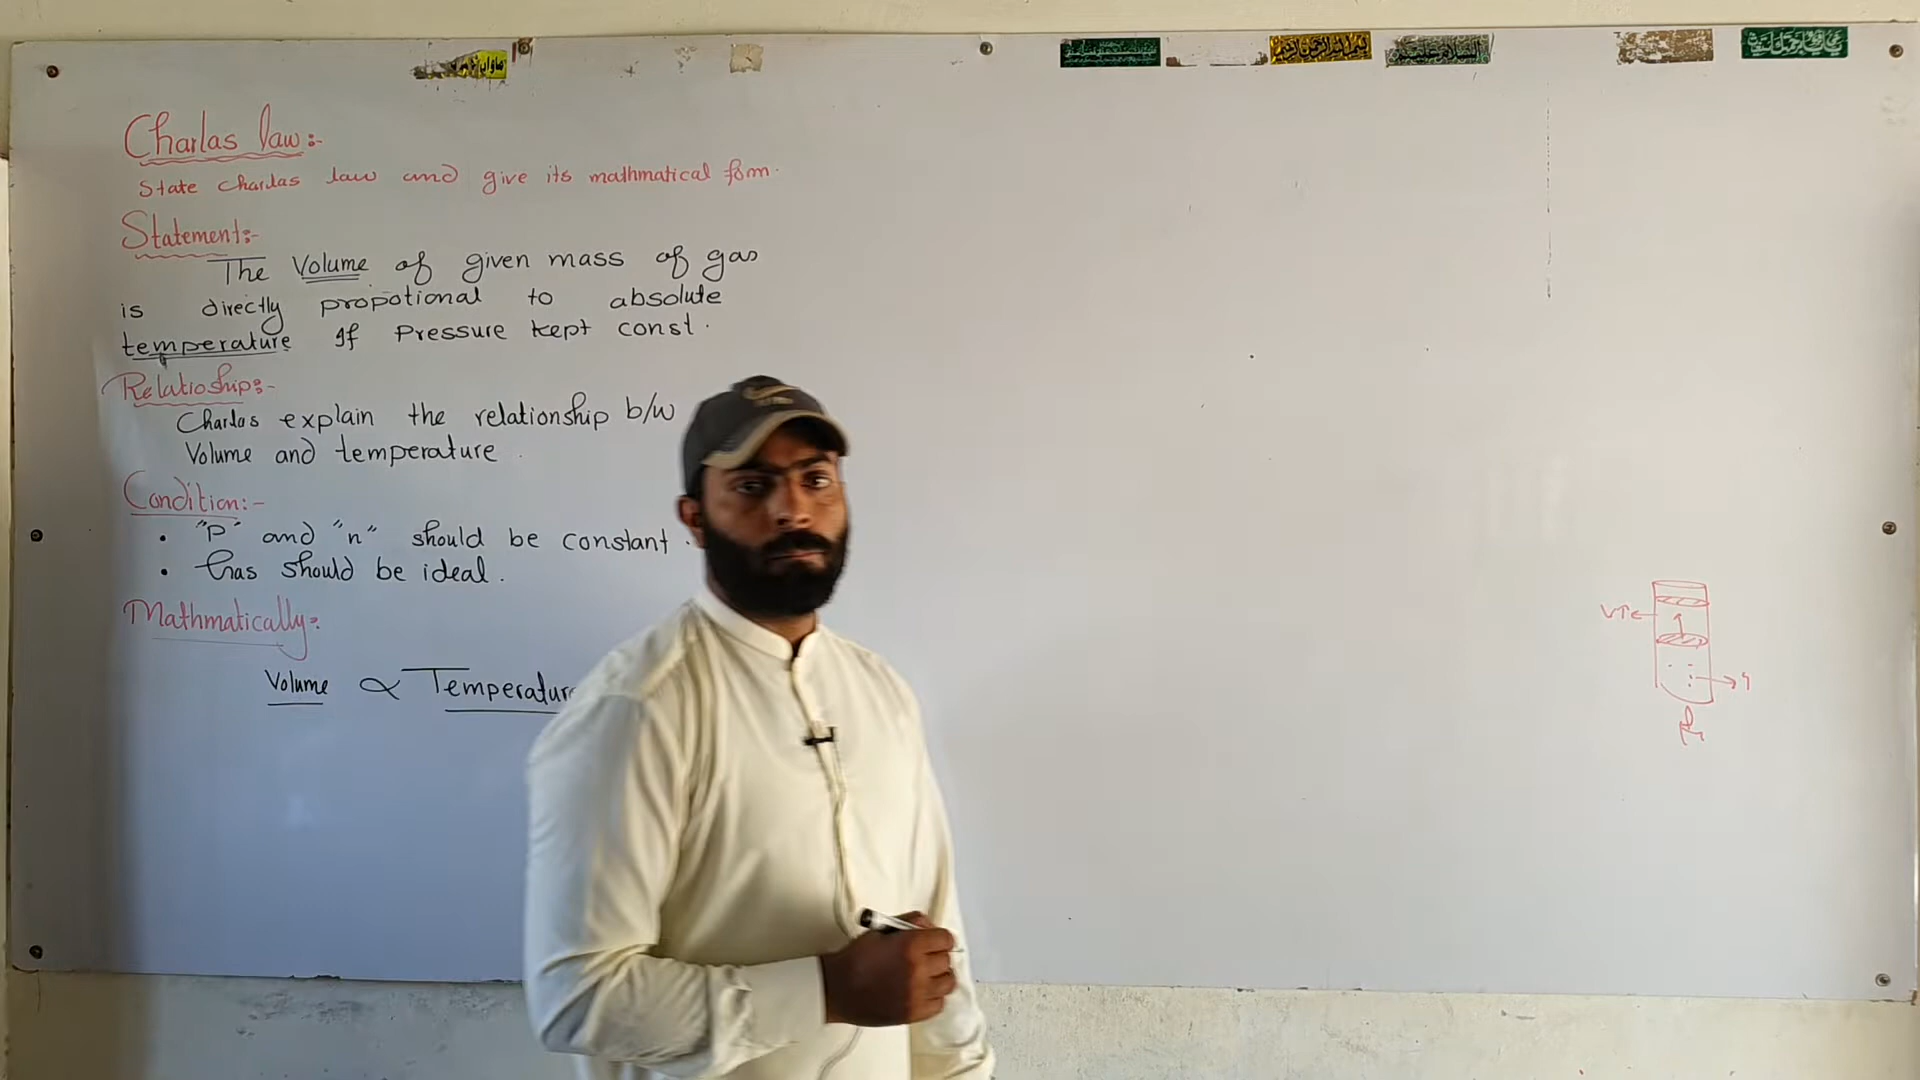 Charlas law:-
State charlas law and give its mathmatical form.
Statement:-
The Volume of given mass of gas
is directly propotional to absolute
temperature If Pressure kept const.
Relatioship:-
Charlas explain the relationship b/w
Volume and temperature.
Condition:-
• "P" and "n" should be constant.
• Gas should be ideal.
Mathmatically:-
Volume ∝ Temperature